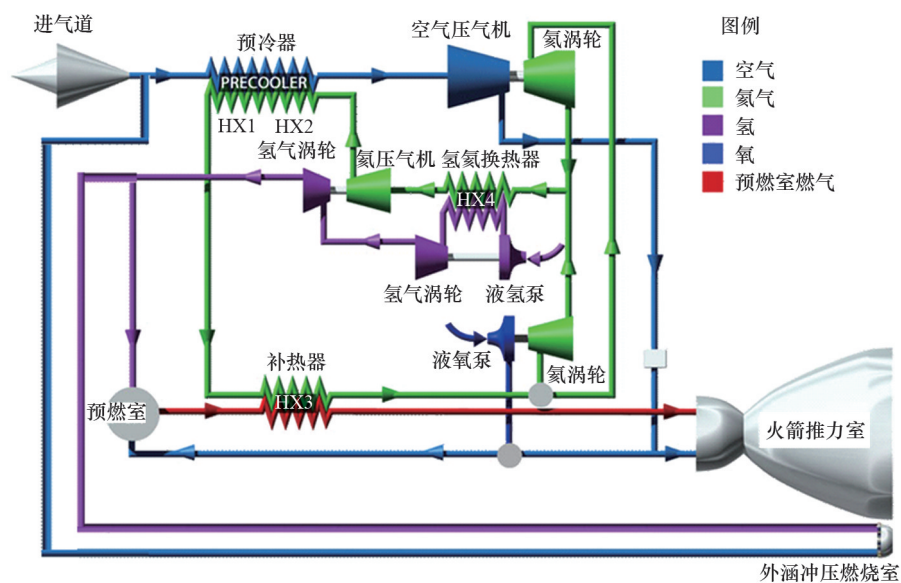 进气道
预冷器
空气压气机
氦涡轮
图例
PRECOOLER
空气
HX1
HX2
氦气
氢气涡轮
氦压气机
氢氦换热器
氢
HX4
氧
预燃室燃气
氢气涡轮
液氢泵
液氧泵
氦涡轮
补热器
HX3
预燃室
火箭推力室
外涵冲压燃烧室